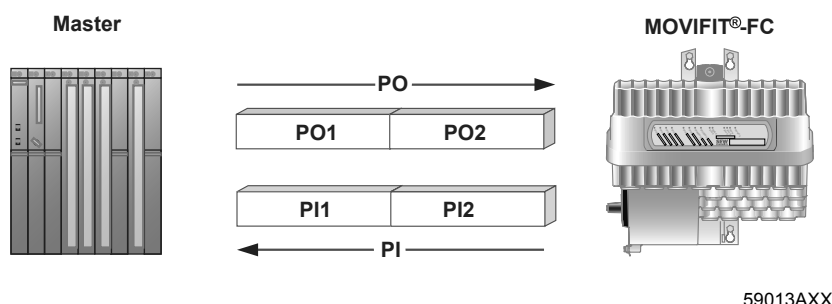 Master
MOVIFIT®-FC
PO
PO1 PO2
PI1 PI2
PI
59013AXX